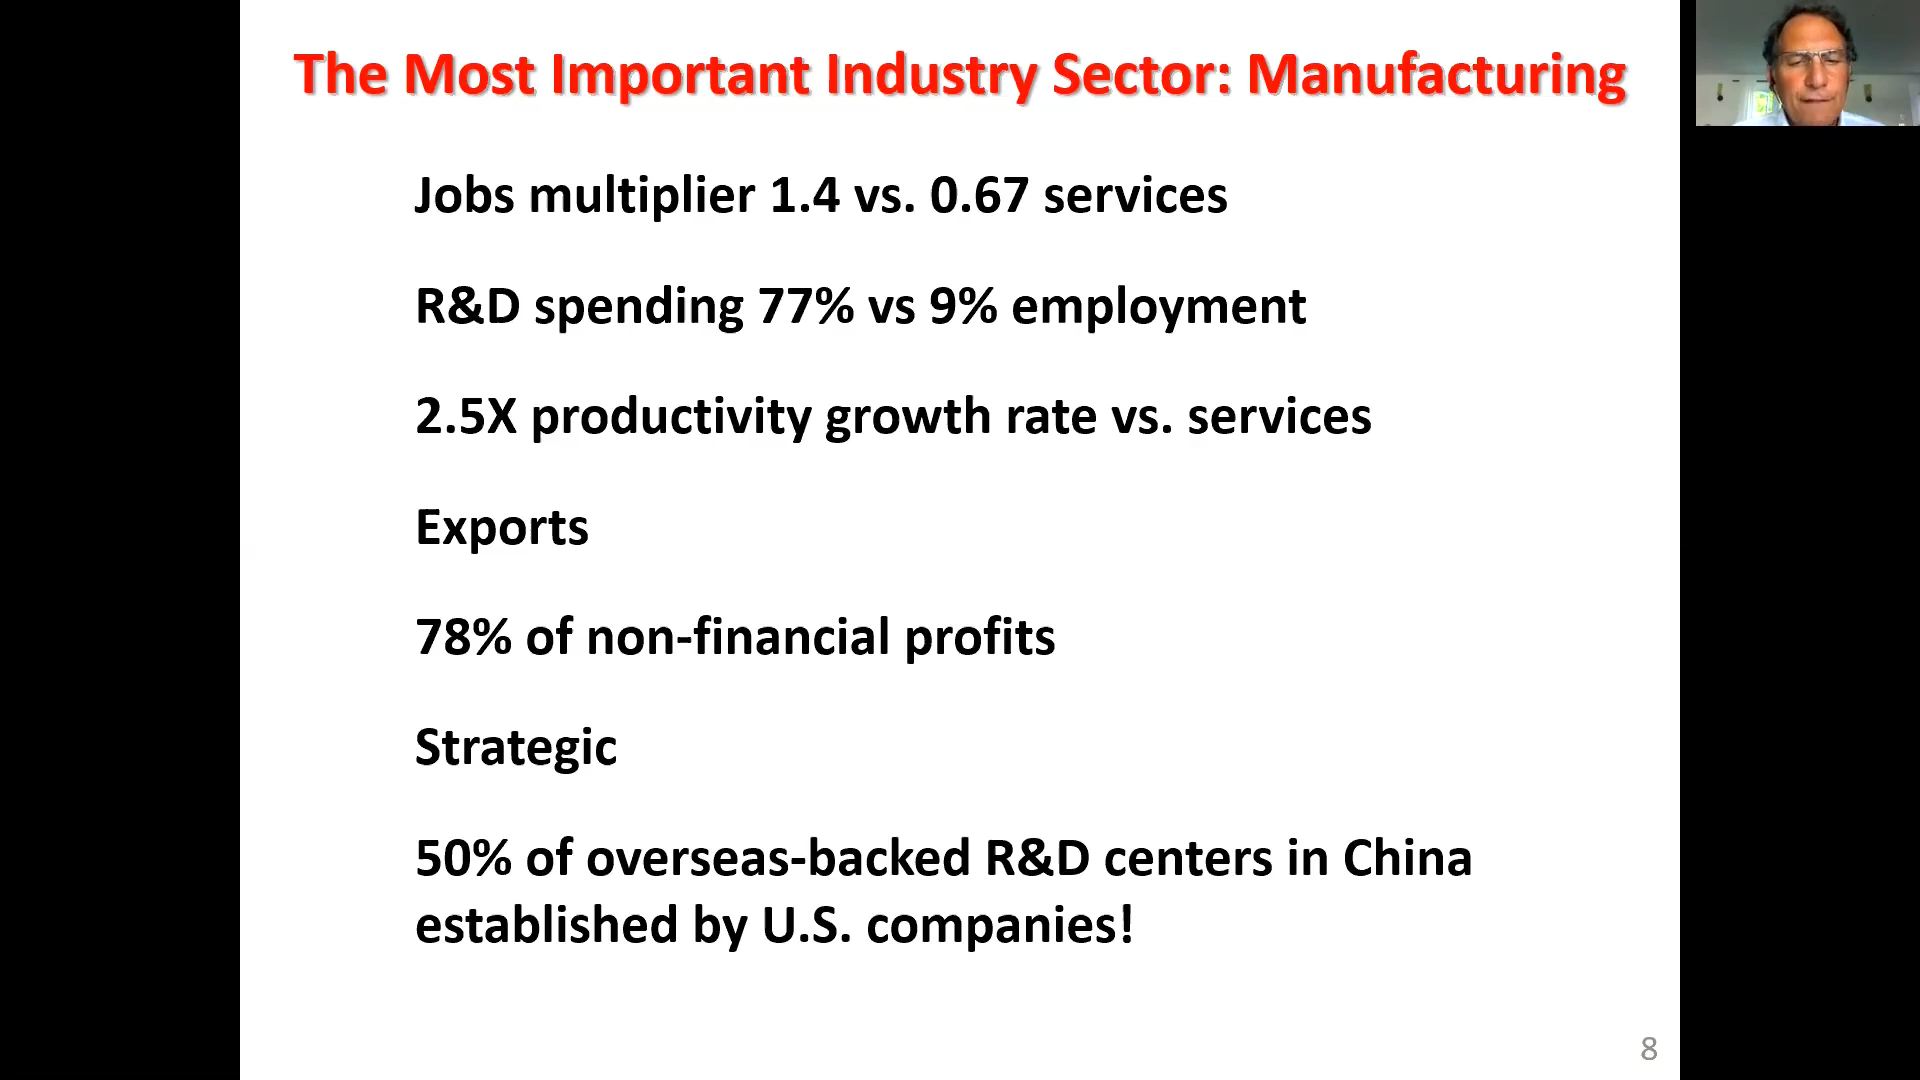 The Most Important Industry Sector: Manufacturing
Jobs multiplier 1.4 vs. 0.67 services
R&D spending 77% vs 9% employment
2.5X productivity growth rate vs. services
Exports
78% of non-financial profits
Strategic
50% of overseas-backed R&D centers in China
established by U.S. companies!
8